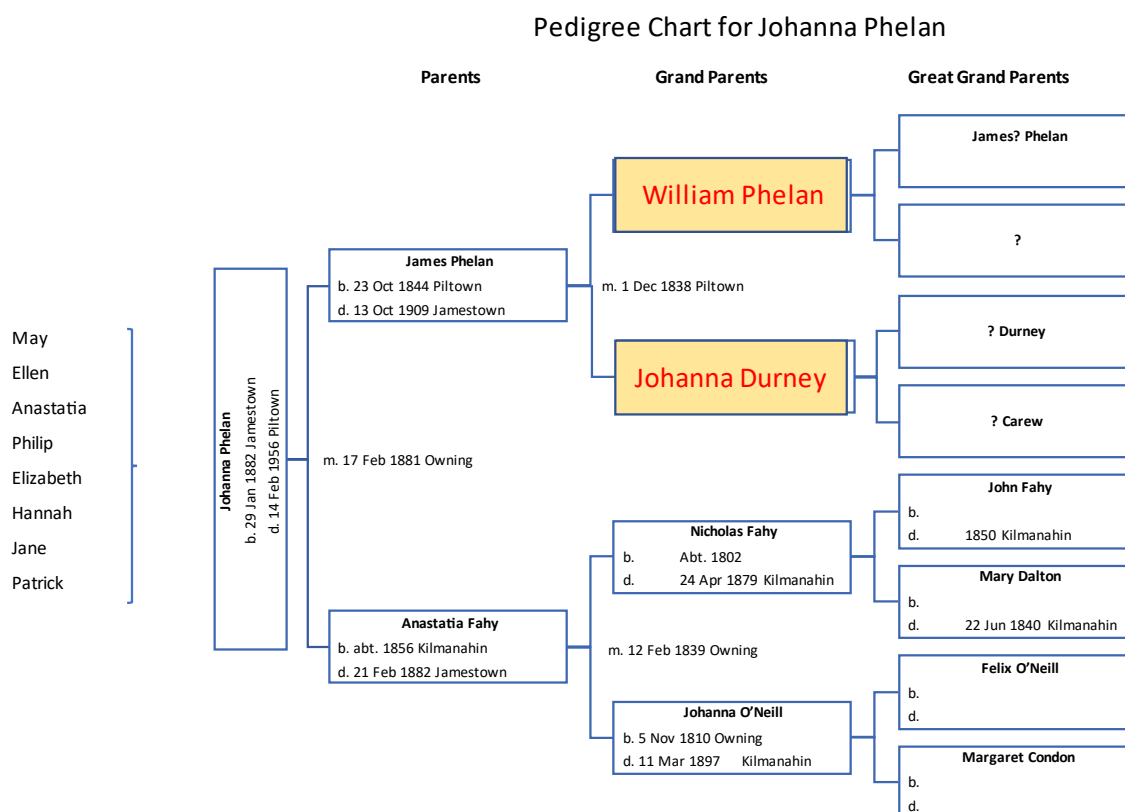 Pedigree Chart for Johanna Phelan
Parents
Grand Parents
Great Grand Parents
May
Ellen
Anastatia
Philip
Elizabeth
Hannah
Jane
Patrick
Johanna Phelan
b. 29 Jan 1882 Jamestown
d. 14 Feb 1956 Piltown
James Phelan
b. 23 Oct 1844 Piltown
d. 13 Oct 1909 Jamestown
m. 17 Feb 1881 Owning
Anastatia Fahy
b. abt. 1856 Kilmanahin
d. 21 Feb 1882 Jamestown
William Phelan
m. 1 Dec 1838 Piltown
Johanna Durney
Nicholas Fahy
b. Abt. 1802
d. 24 Apr 1879 Kilmanahin
m. 12 Feb 1839 Owning
Johanna O’Neill
b. 5 Nov 1810 Owning
d. 11 Mar 1897 Kilmanahin
James? Phelan
?
? Durney
? Carew
John Fahy
b.
d. 1850 Kilmanahin
Mary Dalton
b.
d. 22 Jun 1840 Kilmanahin
Felix O’Neill
b.
d.
Margaret Condon
b.
d.